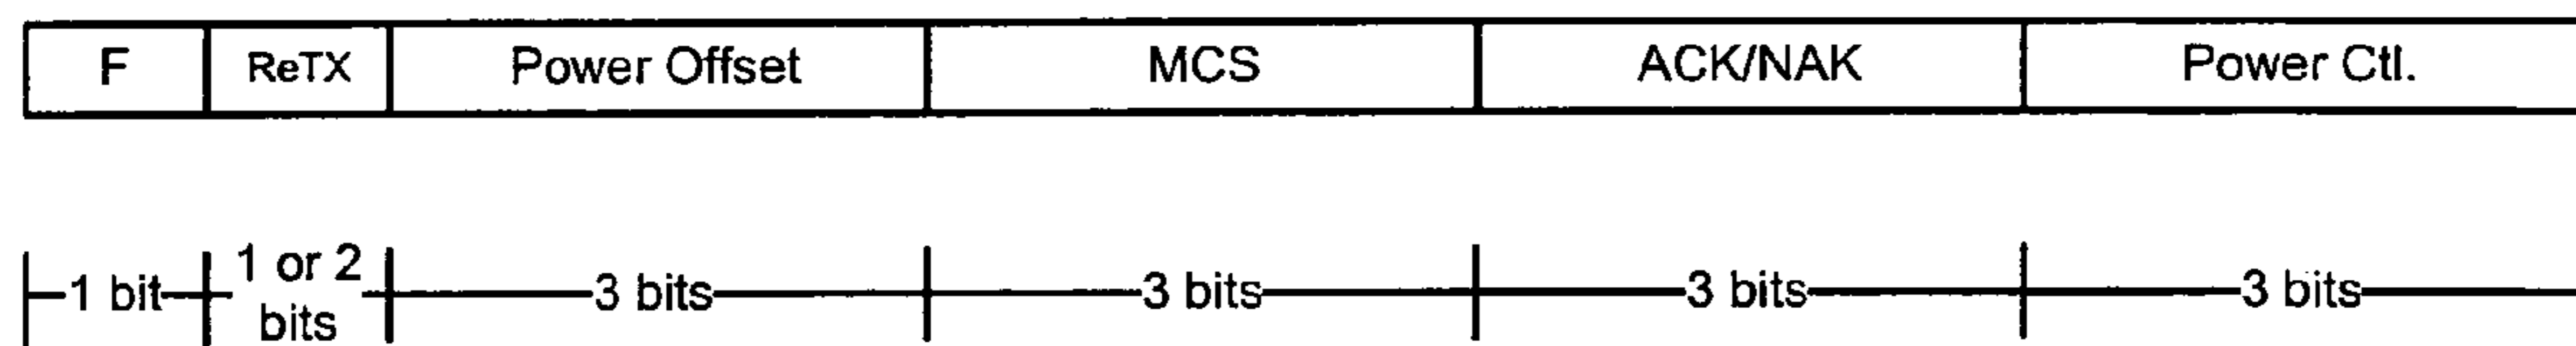 F ReTX Power Offset MCS ACK/NAK Power Ctl.
1 bit 1 or 2 bits 3 bits 3 bits 3 bits 3 bits